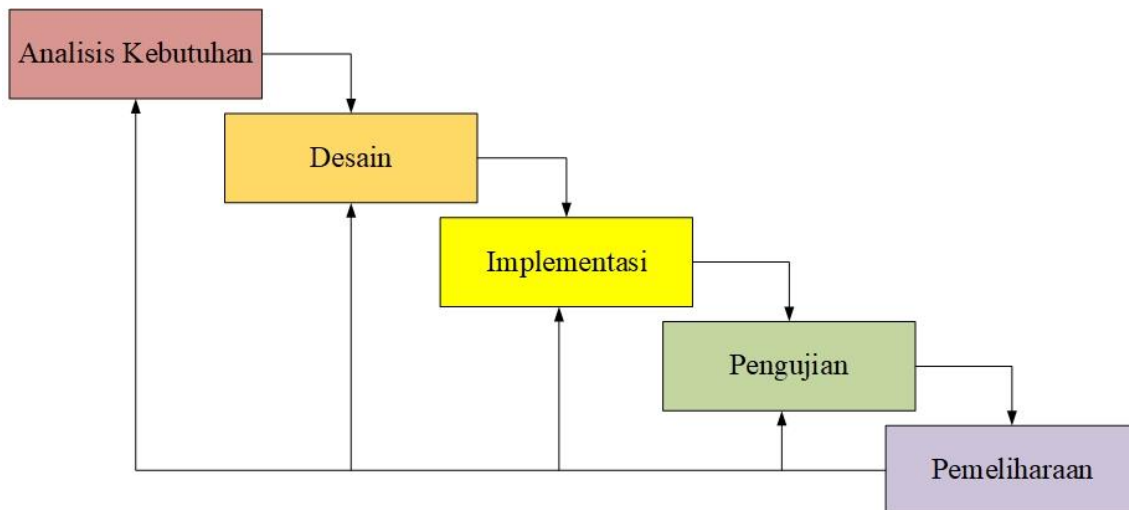 Analisis Kebutuhan
Desain
Implementasi
Pengujian
Pemeliharaan